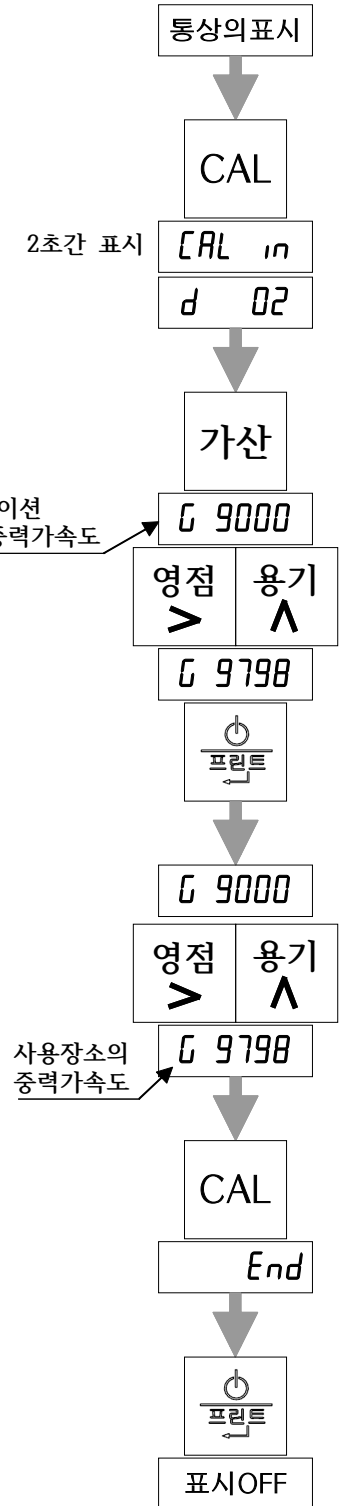 통상의표시
CAL
2초간 표시
CAL in
d 02
가산
이션
중력가속도
G 9000
영점 용기
> ∧
G 9798
프린트
G 9000
영점 용기
> ∧
사용장소의
중력가속도
G 9798
CAL
End
프린트
표시OFF